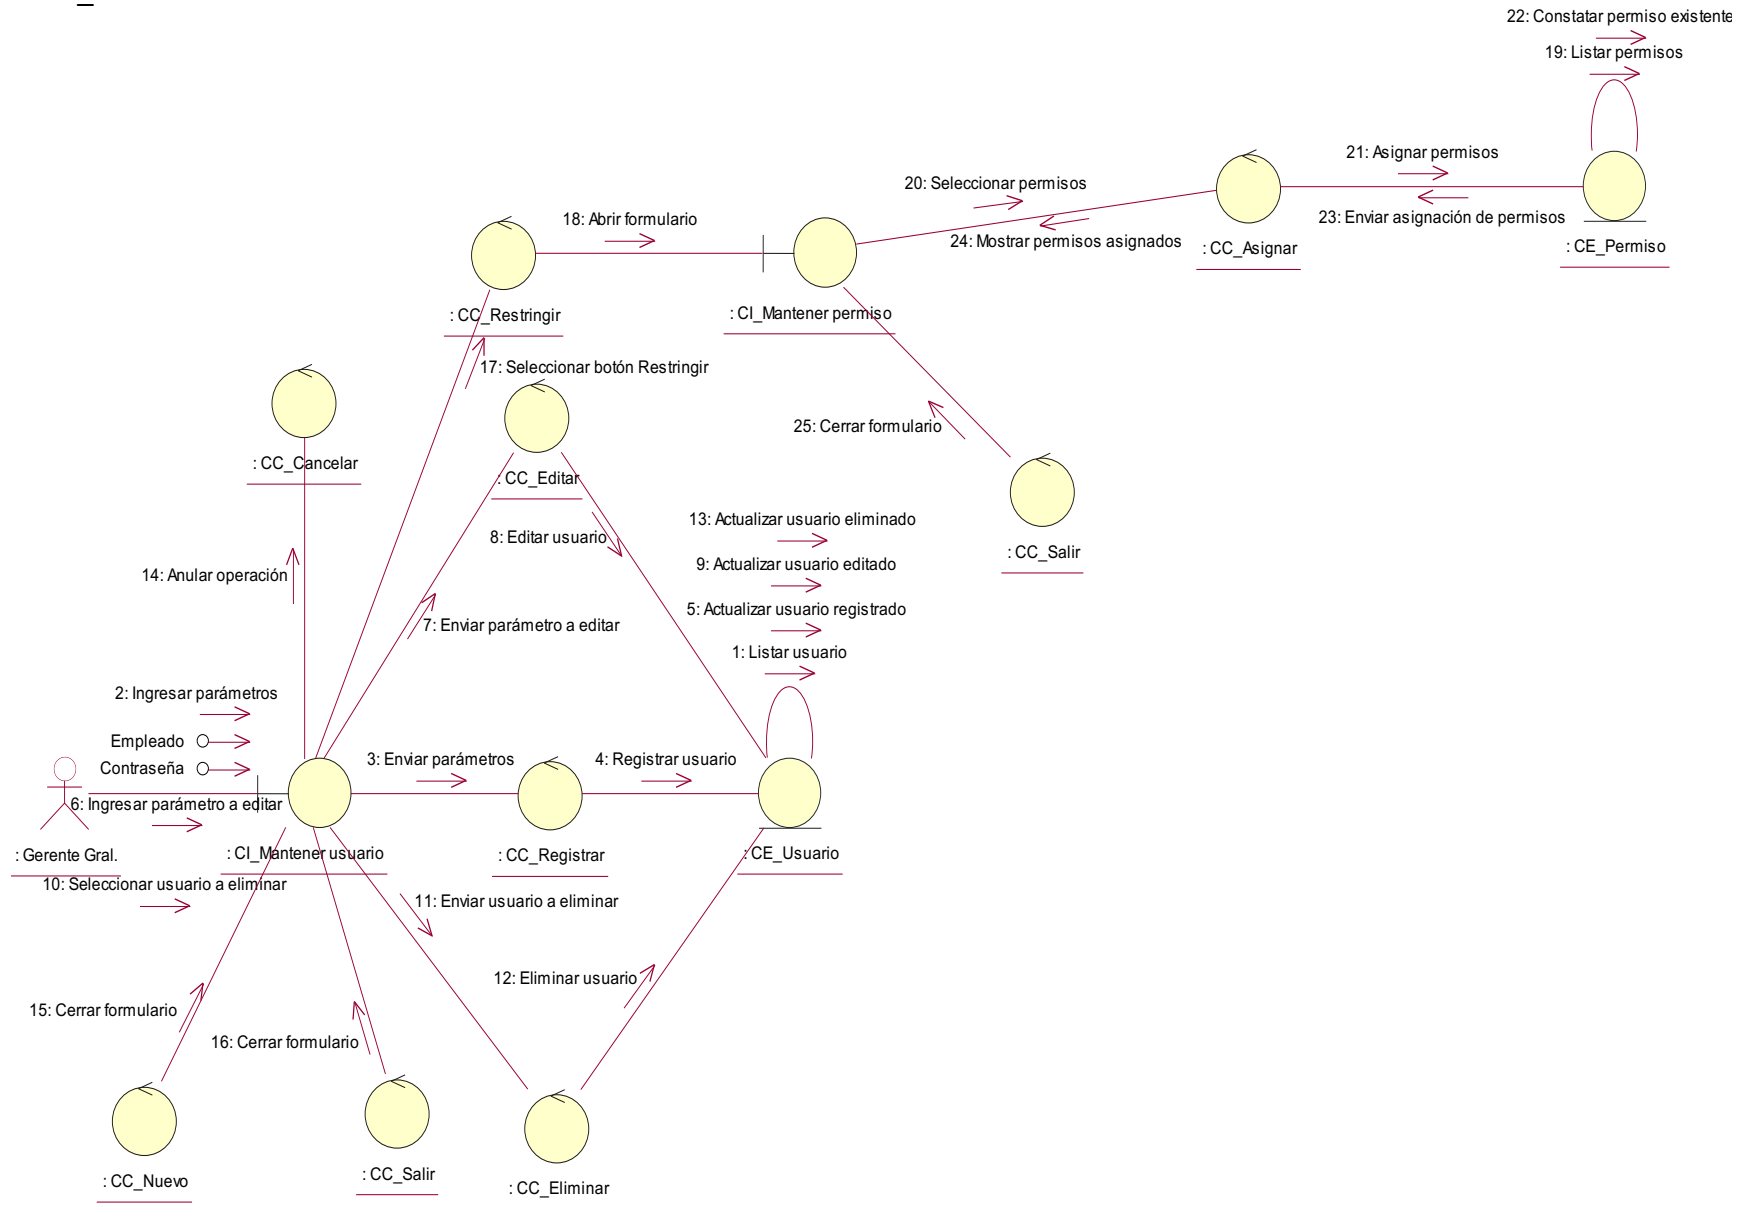 22: Constatar permiso existente
19: Listar permisos
21: Asignar permisos
20: Seleccionar permisos
18: Abrir formulario
23: Enviar asignación de permisos
24: Mostrar permisos asignados
: CC_Asignar
: CE_Permiso
: CC_Restringir
: CI_Mantener permiso
17: Seleccionar botón Restringir
25: Cerrar formulario
: CC_Cancelar
: CC_Editar
13: Actualizar usuario eliminado
8: Editar usuario
: CC_Salir
9: Actualizar usuario editado
14: Anular operación
5: Actualizar usuario registrado
7: Enviar parámetro a editar
1: Listar usuario
2: Ingresar parámetros
Empleado
Contraseña
3: Enviar parámetros
4: Registrar usuario
6: Ingresar parámetro a editar
: Gerente Gral.
: CI_Mantener usuario
: CC_Registrar
: CE_Usuario
10: Seleccionar usuario a eliminar
11: Enviar usuario a eliminar
12: Eliminar usuario
15: Cerrar formulario
16: Cerrar formulario
: CC_Nuevo
: CC_Salir
: CC_Eliminar